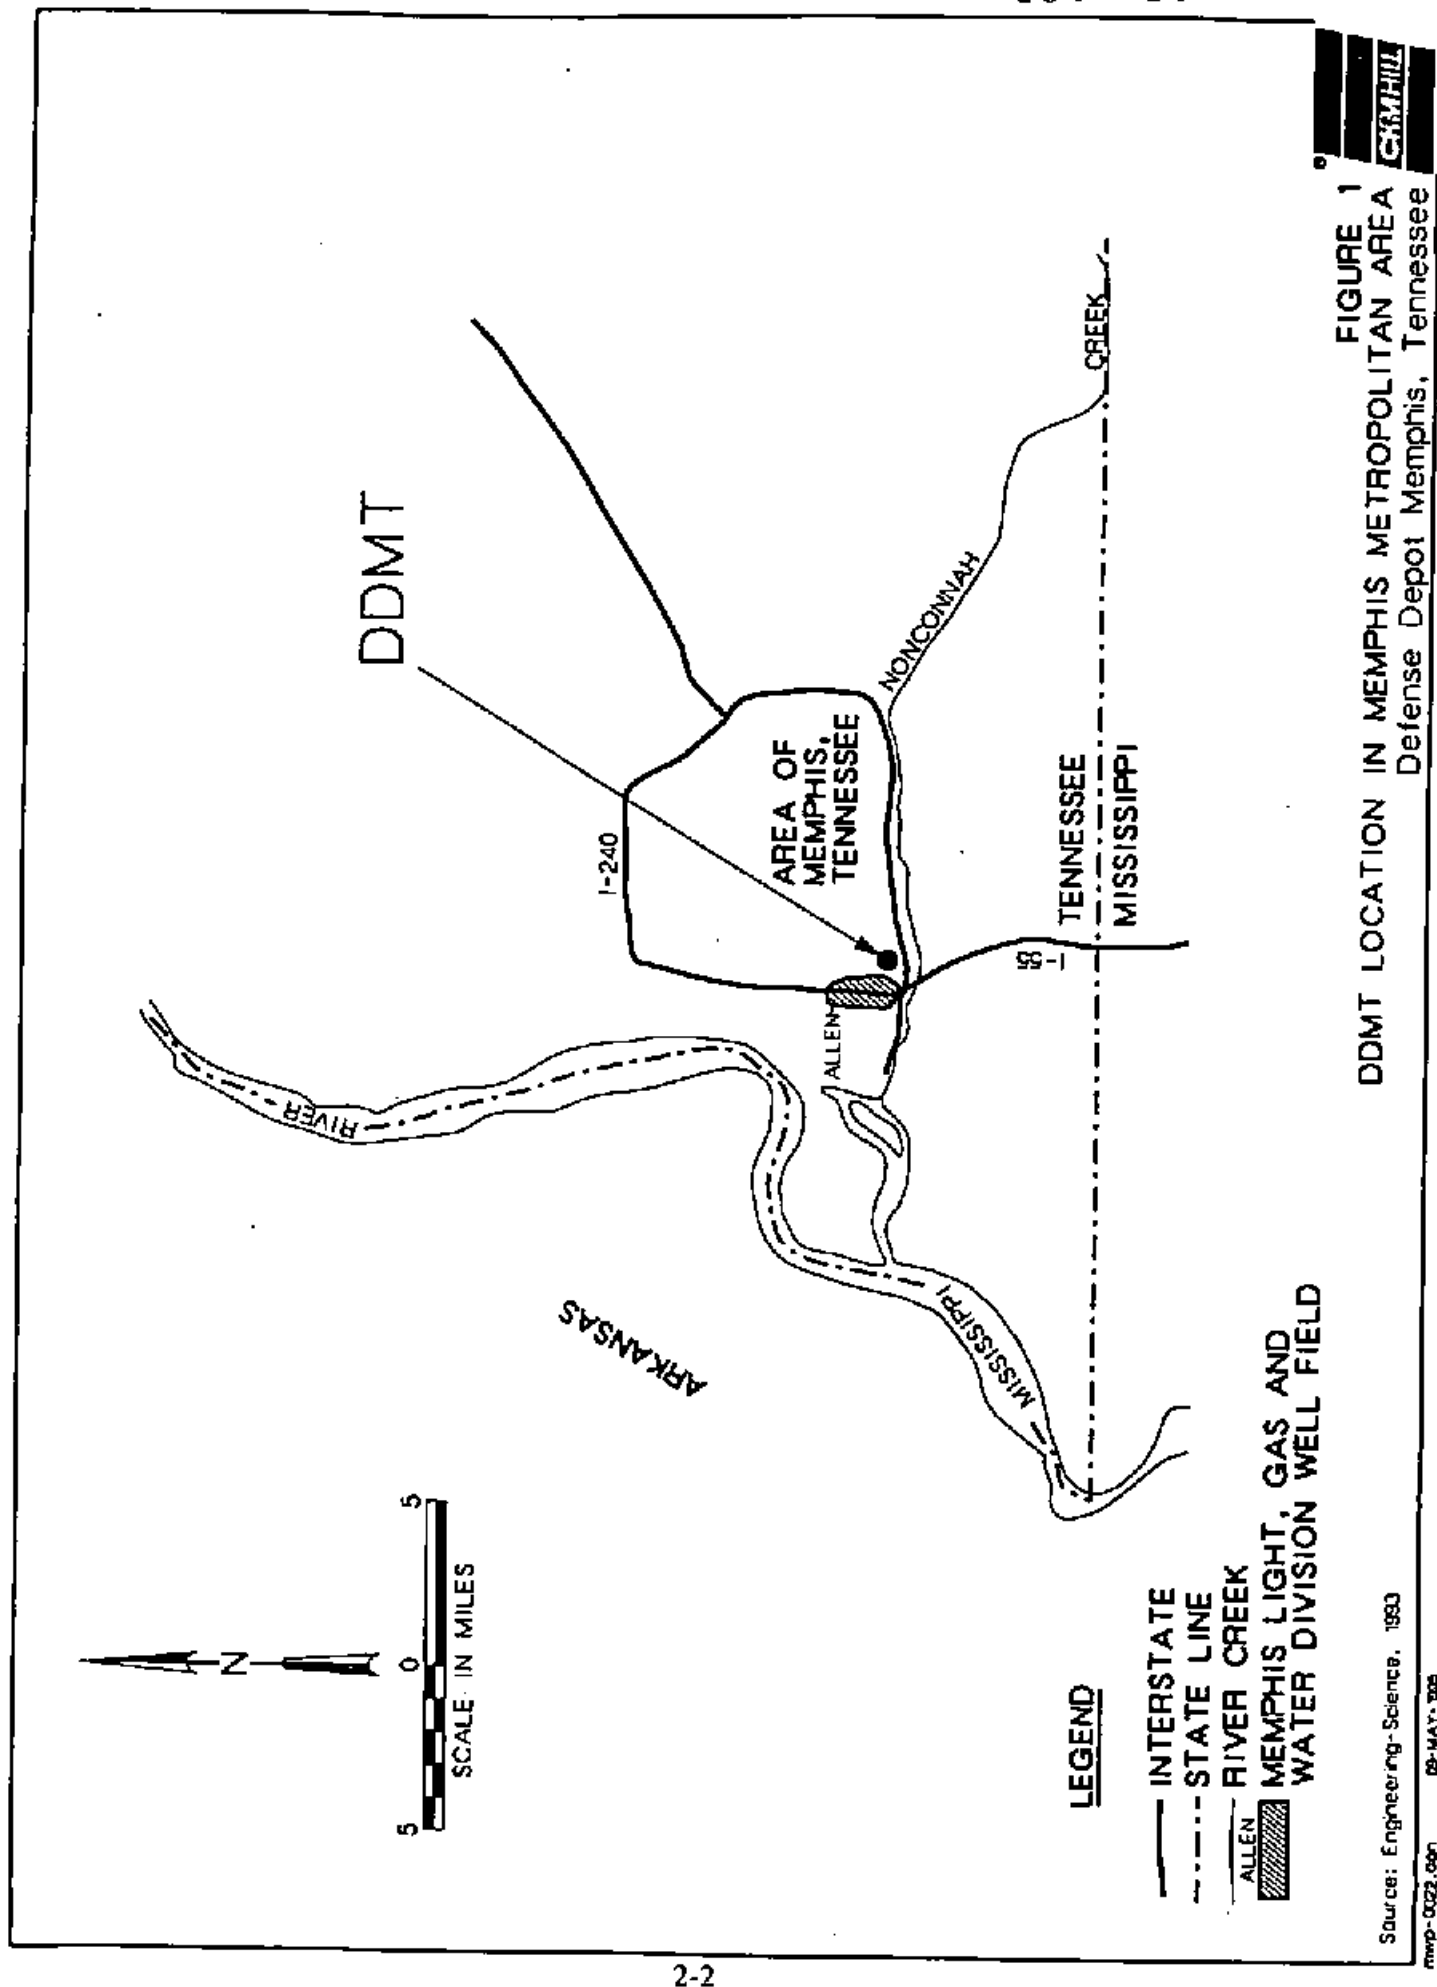 DDMT
RIVER
I-240
AREA OF
MEMPHIS,
TENNESSEE
ALLEN
NONCONNAH
CREEK
ARKANSAS
MISSISSIPPI
I-55
TENNESSEE
MISSISSIPPI
N
5 0 5
SCALE IN MILES
LEGEND
INTERSTATE
STATE LINE
RIVER CREEK
ALLEN
MEMPHIS LIGHT, GAS AND
WATER DIVISION WELL FIELD
CH2MHILL
FIGURE 1
DDMT LOCATION IN MEMPHIS METROPOLITAN AREA
Defense Depot Memphis, Tennessee
Source: Engineering-Science, 1993
2-2